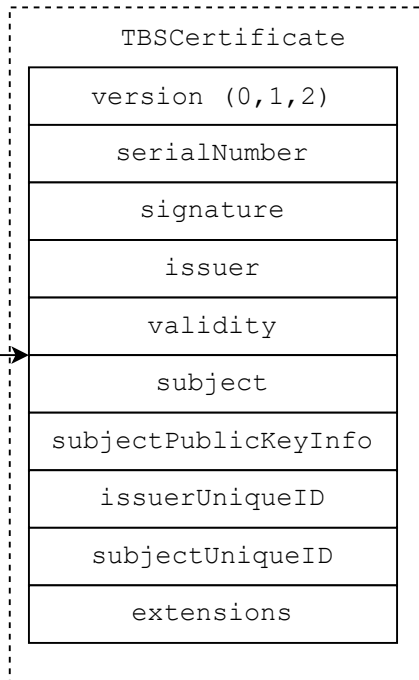 TBSCertificate
version (0,1,2)
serialNumber
signature
issuer
validity
subject
subjectPublicKeyInfo
issuerUniqueID
subjectUniqueID
extensions